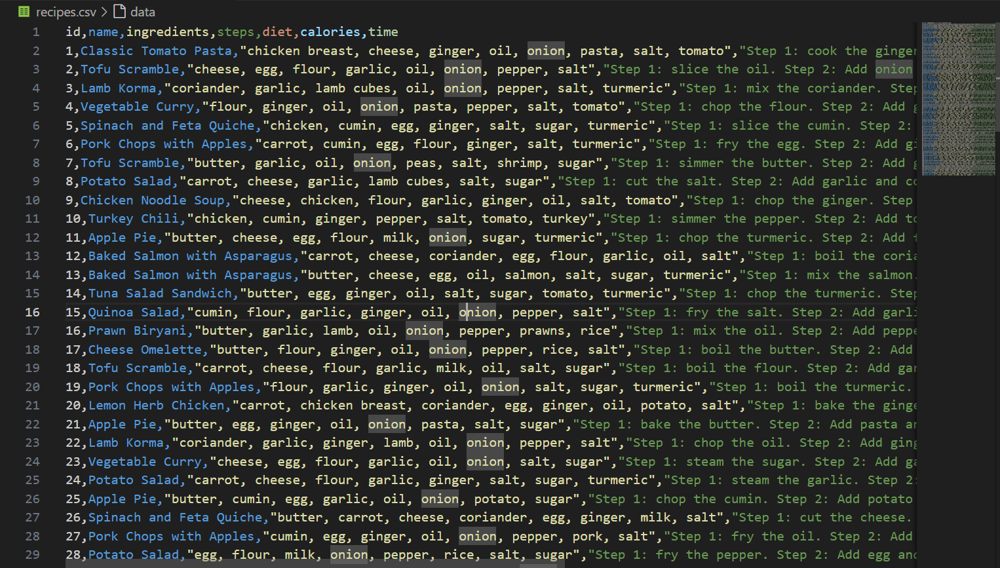 recipes.csv > data
1 id,name,ingredients,steps,diet,calories,time
2 1,Classic Tomato Pasta,"chicken breast, cheese, ginger, oil, onion, pasta, salt, tomato","Step 1: cook the ginger
3 2,Tofu Scramble,"cheese, egg, flour, garlic, oil, onion, pepper, salt","Step 1: slice the oil. Step 2: Add onion
4 3,Lamb Korma,"coriander, garlic, lamb cubes, oil, onion, pepper, salt, turmeric","Step 1: mix the coriander. Step
5 4,Vegetable Curry,"flour, ginger, oil, onion, pasta, pepper, salt, tomato","Step 1: chop the flour. Step 2: Add
6 5,Spinach and Feta Quiche,"chicken, cumin, egg, ginger, salt, sugar, turmeric","Step 1: slice the cumin. Step 2:
7 6,Pork Chops with Apples,"carrot, cumin, egg, flour, ginger, salt, turmeric","Step 1: fry the egg. Step 2: Add gi
8 7,Tofu Scramble,"butter, garlic, oil, onion, peas, salt, shrimp, sugar","Step 1: simmer the butter. Step 2: Add
9 8,Potato Salad,"carrot, cheese, garlic, lamb cubes, salt, sugar","Step 1: cut the salt. Step 2: Add garlic and co
10 9,Chicken Noodle Soup,"cheese, chicken, flour, garlic, ginger, oil, salt, tomato","Step 1: chop the ginger. Step
11 10,Turkey Chili,"chicken, cumin, ginger, pepper, salt, tomato, turkey","Step 1: simmer the pepper. Step 2: Add to
12 11,Apple Pie,"butter, cheese, egg, flour, milk, onion, sugar, turmeric","Step 1: chop the turmeric. Step 2: Add
13 12,Baked Salmon with Asparagus,"carrot, cheese, coriander, egg, flour, garlic, oil, salt","Step 1: boil the coria
14 13,Baked Salmon with Asparagus,"butter, cheese, egg, oil, salmon, salt, sugar, turmeric","Step 1: mix the salmon.
15 14,Tuna Salad Sandwich,"butter, egg, ginger, oil, salt, sugar, tomato, turmeric","Step 1: chop the turmeric. Step
16 15,Quinoa Salad,"cumin, flour, garlic, ginger, oil, onion, pepper, salt","Step 1: fry the salt. Step 2: Add garli
17 16,Prawn Biryani,"butter, garlic, lamb, oil, onion, pepper, prawns, rice","Step 1: mix the oil. Step 2: Add peppe
18 17,Cheese Omelette,"butter, flour, ginger, oil, onion, pepper, rice, salt","Step 1: boil the butter. Step 2: Add
19 18,Tofu Scramble,"carrot, cheese, flour, garlic, milk, oil, salt, sugar","Step 1: boil the flour. Step 2: Add gar
20 19,Pork Chops with Apples,"flour, garlic, ginger, oil, onion, salt, sugar, turmeric","Step 1: boil the turmeric.
21 20,Lemon Herb Chicken,"carrot, chicken breast, coriander, egg, ginger, oil, potato, salt","Step 1: bake the ginge
22 21,Apple Pie,"butter, egg, ginger, oil, onion, pasta, salt, sugar","Step 1: bake the butter. Step 2: Add pasta an
23 22,Lamb Korma,"coriander, garlic, ginger, lamb, oil, onion, pepper, salt","Step 1: chop the oil. Step 2: Add ging
24 23,Vegetable Curry,"cheese, egg, flour, garlic, oil, onion, salt, sugar","Step 1: steam the sugar. Step 2: Add ga
25 24,Potato Salad,"carrot, cheese, flour, garlic, ginger, salt, sugar, turmeric","Step 1: steam the garlic. Step 2:
26 25,Apple Pie,"butter, cumin, egg, garlic, oil, onion, potato, sugar","Step 1: chop the cumin. Step 2: Add potato
27 26,Spinach and Feta Quiche,"butter, carrot, cheese, coriander, egg, ginger, milk, salt","Step 1: cut the cheese.
28 27,Pork Chops with Apples,"cumin, egg, ginger, oil, onion, pepper, pork, salt","Step 1: fry the oil. Step 2: Add
29 28,Potato Salad,"egg, flour, milk, onion, pepper, rice, salt, sugar","Step 1: fry the pepper. Step 2: Add egg and